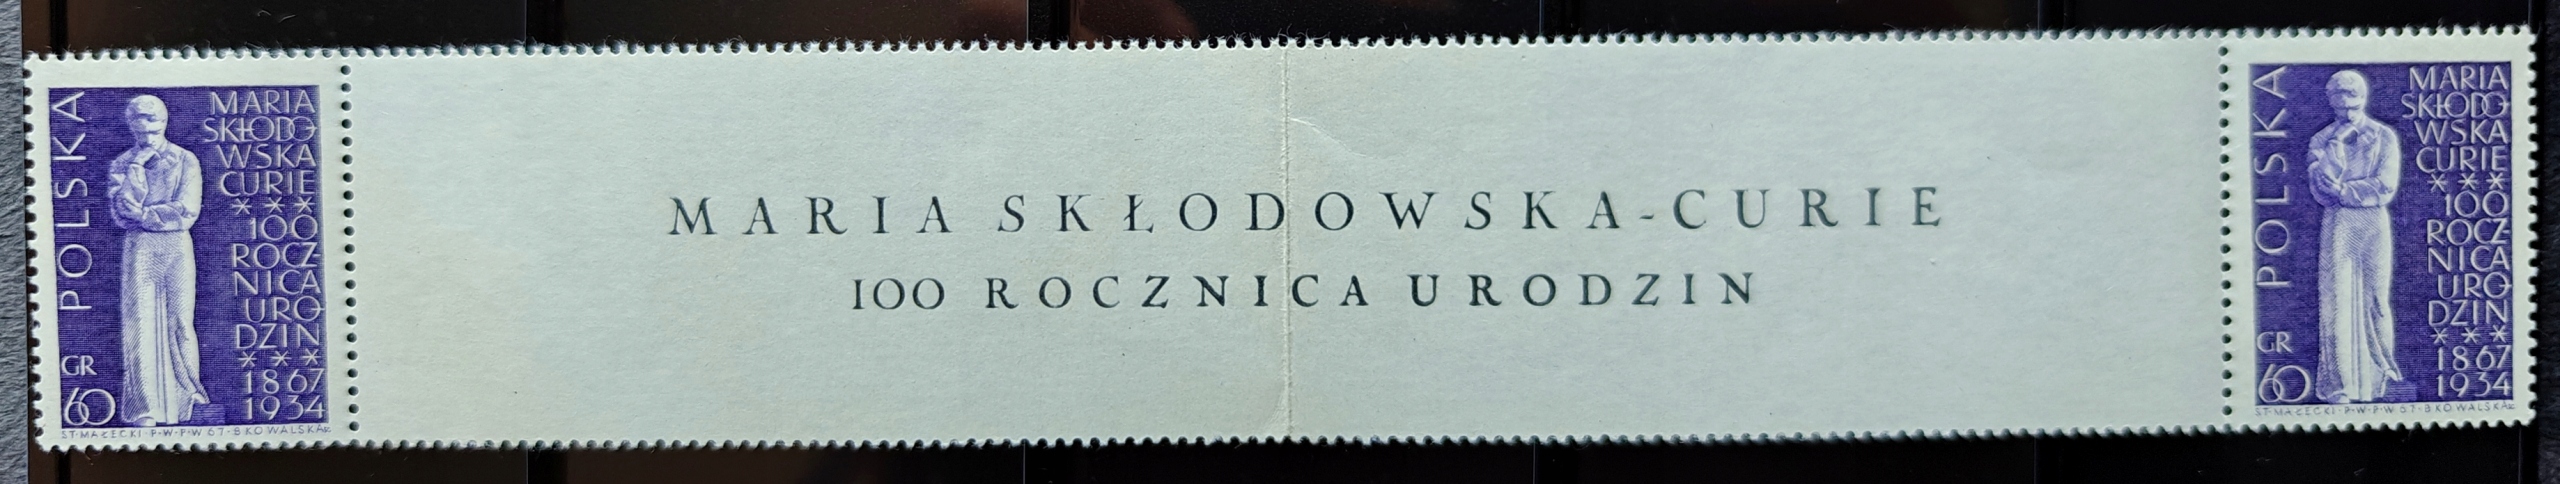 POLSKA
GR
60
MARIA
SKŁODO
WSKA
CURIE
***
100
ROCZ
NICA
URO
DZIN
***
1867
1934
ST·MAŁECKI·P·W·P·W·67·B·KOWALSKA
MARIA SKŁODOWSKA-CURIE
100 ROCZNICA URODZIN
POLSKA
GR
60
MARIA
SKŁODO
WSKA
CURIE
***
100
ROCZ
NICA
URO
DZIN
***
1867
1934
ST·MAŁECKI·P·W·P·W·67·B·KOWALSKA